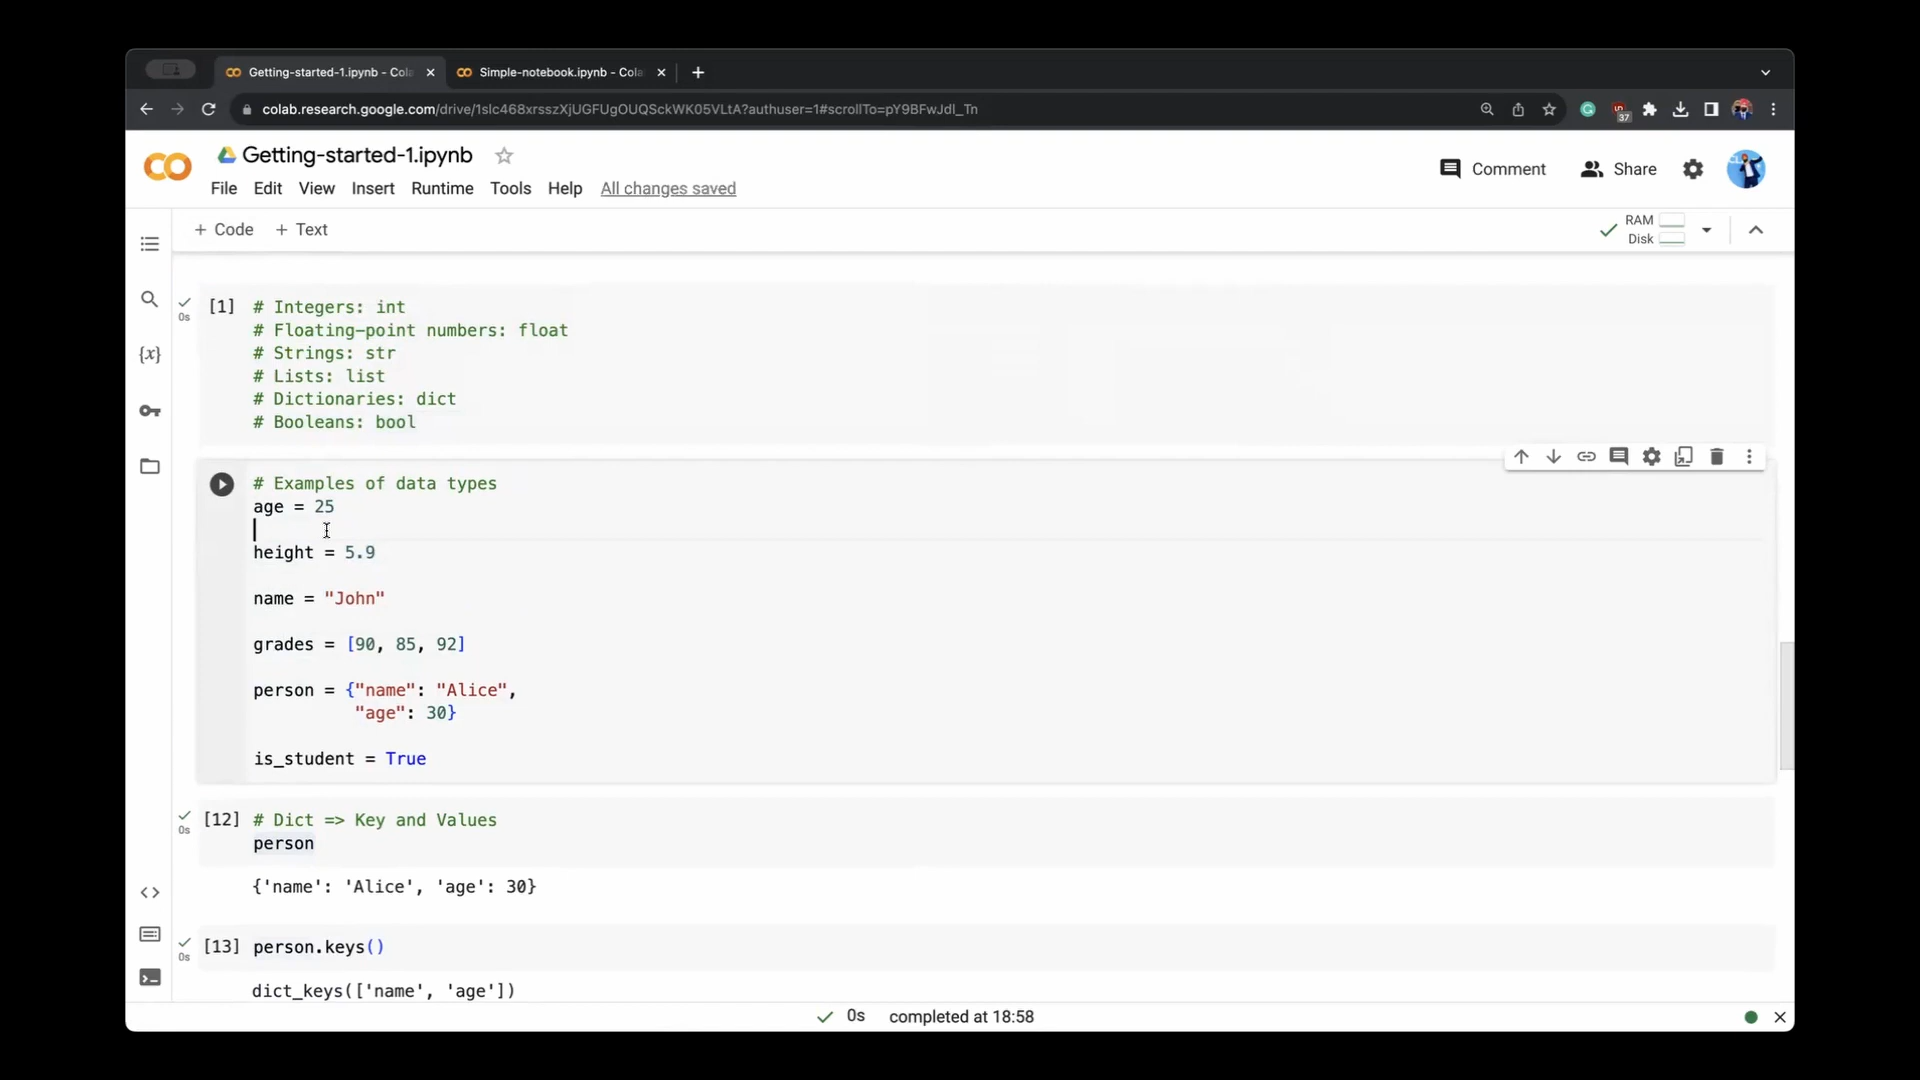 Getting-started-1.ipynb - Cola
Simple-notebook.ipynb - Cola
colab.research.google.com/drive/1slc468xrsszXjUGFUgOUQSckWK05VLtA?authuser=1#scrollTo=pY9BFwJdl_Tn
37
Getting-started-1.ipynb
Comment
Share
File Edit View Insert Runtime Tools Help All changes saved
+ Code + Text
RAM
Disk
[1] # Integers: int
0s
# Floating-point numbers: float
# Strings: str
# Lists: list
# Dictionaries: dict
# Booleans: bool
# Examples of data types
age = 25
height = 5.9
name = "John"
grades = [90, 85, 92]
person = {"name": "Alice",
"age": 30}
is_student = True
[12] # Dict => Key and Values
0s
person
{'name': 'Alice', 'age': 30}
[13] person.keys()
0s
dict_keys(['name', 'age'])
0s completed at 18:58